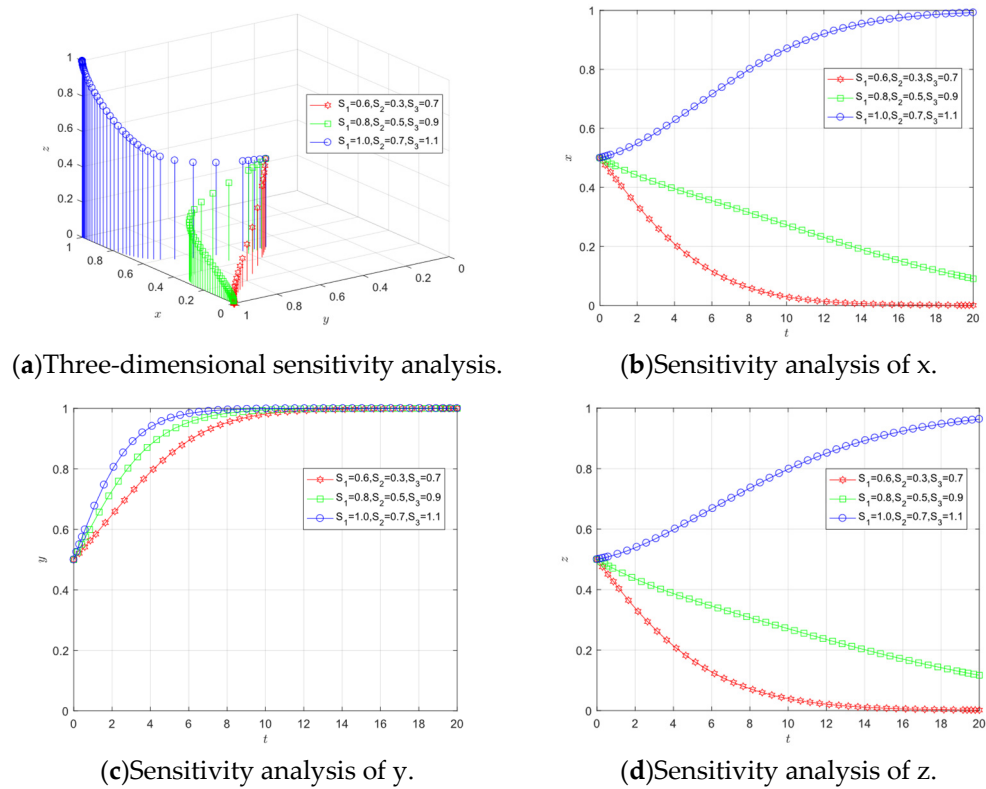 1
0.8
0.6
0.4
0.2
0
z
1
0.8
0.6
0.4
0.2
0
x
1
0.8
0.6
0.4
0.2
0
y
S1=0.6,S2=0.3,S3=0.7
S1=0.8,S2=0.5,S3=0.9
S1=1.0,S2=0.7,S3=1.1
(a)Three-dimensional sensitivity analysis.
1
0.8
0.6
0.4
0.2
0
x
S1=0.6,S2=0.3,S3=0.7
S1=0.8,S2=0.5,S3=0.9
S1=1.0,S2=0.7,S3=1.1
0 2 4 6 8 10 12 14 16 18 20
t
(b)Sensitivity analysis of x.
1
0.8
0.6
0.4
0.2
0
y
S1=0.6,S2=0.3,S3=0.7
S1=0.8,S2=0.5,S3=0.9
S1=1.0,S2=0.7,S3=1.1
0 2 4 6 8 10 12 14 16 18 20
t
(c)Sensitivity analysis of y.
1
0.8
0.6
0.4
0.2
0
z
S1=0.6,S2=0.3,S3=0.7
S1=0.8,S2=0.5,S3=0.9
S1=1.0,S2=0.7,S3=1.1
0 2 4 6 8 10 12 14 16 18 20
t
(d)Sensitivity analysis of z.